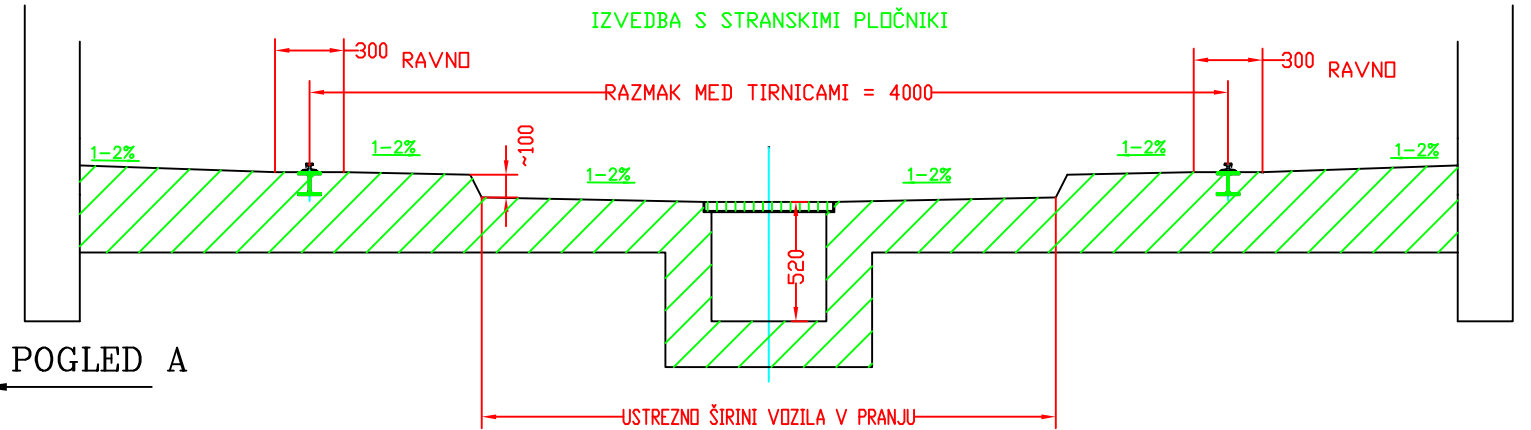 IZVEDBA S STRANSKIMI PLOČNIKI
300 RAVNO
300 RAVNO
RAZMAK MED TIRNICAMI = 4000
1-2%
1-2%
~100
1-2%
1-2%
1-2%
1-2%
520
POGLED A
USTREZNO ŠIRINI VOZILA V PRANJU